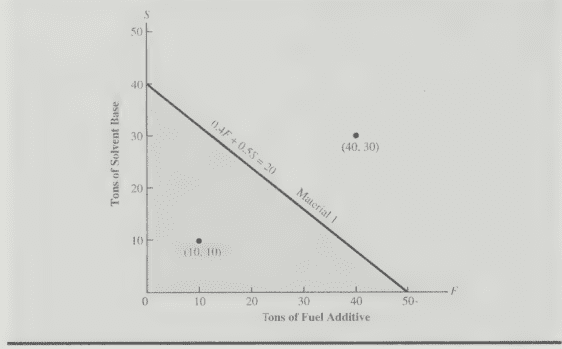 S
50
40
30
20
10
0
10
20
30
40
50
F
Tons of Solvent Base
Tons of Fuel Additive
0.4F + 0.5S = 20
Material 1
(40, 30)
(10, 10)